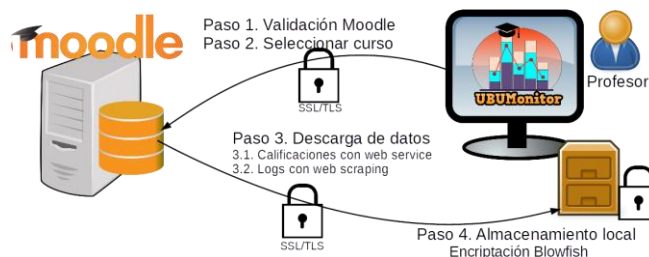 moodle
Paso 1. Validación Moodle
Paso 2. Seleccionar curso
SSL/TLS
UBUMonitor
Profesor
Paso 3. Descarga de datos
3.1. Calificaciones con web service
3.2. Logs con web scraping
SSL/TLS
Paso 4. Almacenamiento local
Encriptación Blowfish